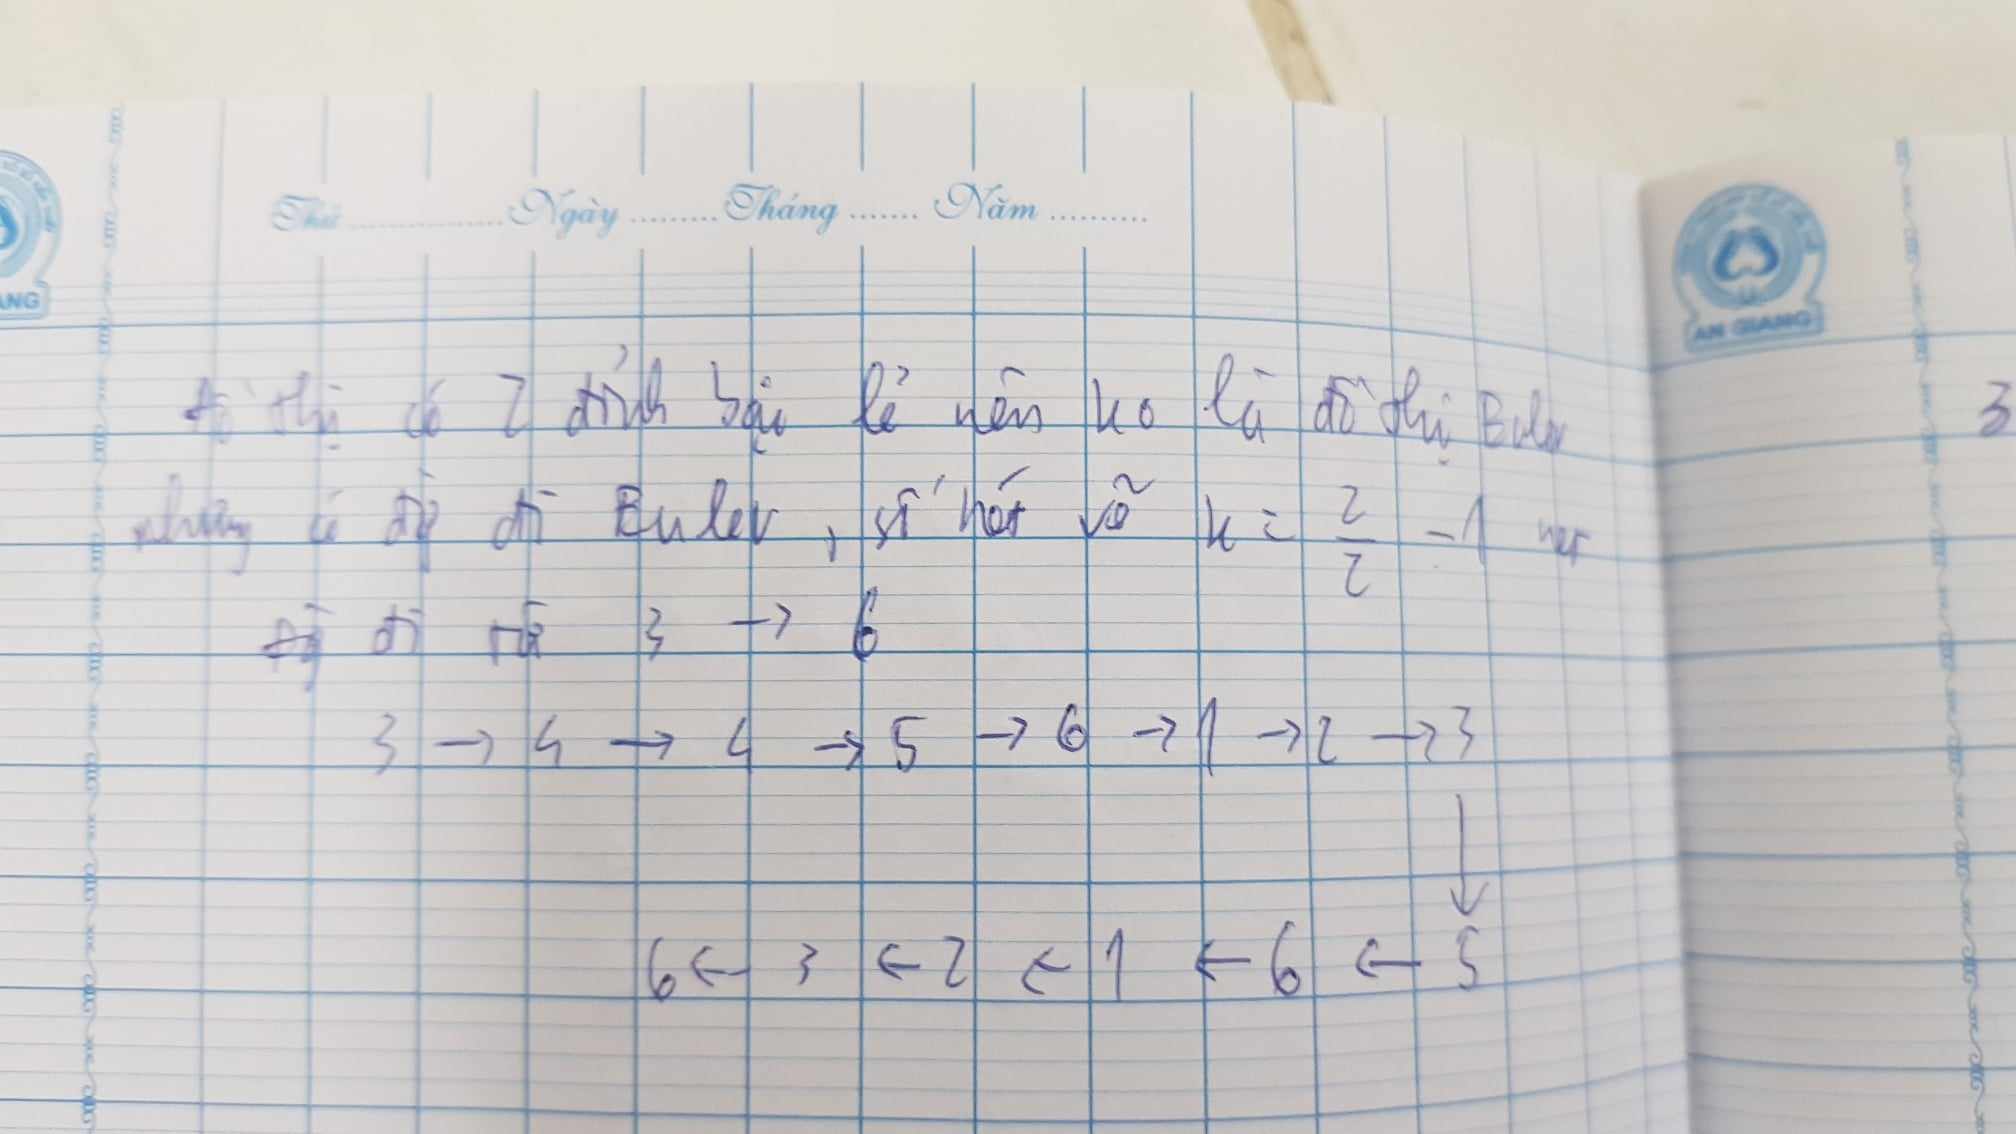 ANG
Thứ ............... Ngày ......... Tháng ....... Năm ..........
AN GIANG
Đồ thị có 2 đỉnh bậc lẻ nên ko là đồ thị Euler
3
nhưng có đg đi Euler, số nét vẽ k = 2/2 = 1 nét
Đg đi từ 3 → 6
3 → 4 → 4 → 5 → 6 → 1 → 2 → 3
↓
6 ← 3 ← 2 ← 1 ← 6 ← 5